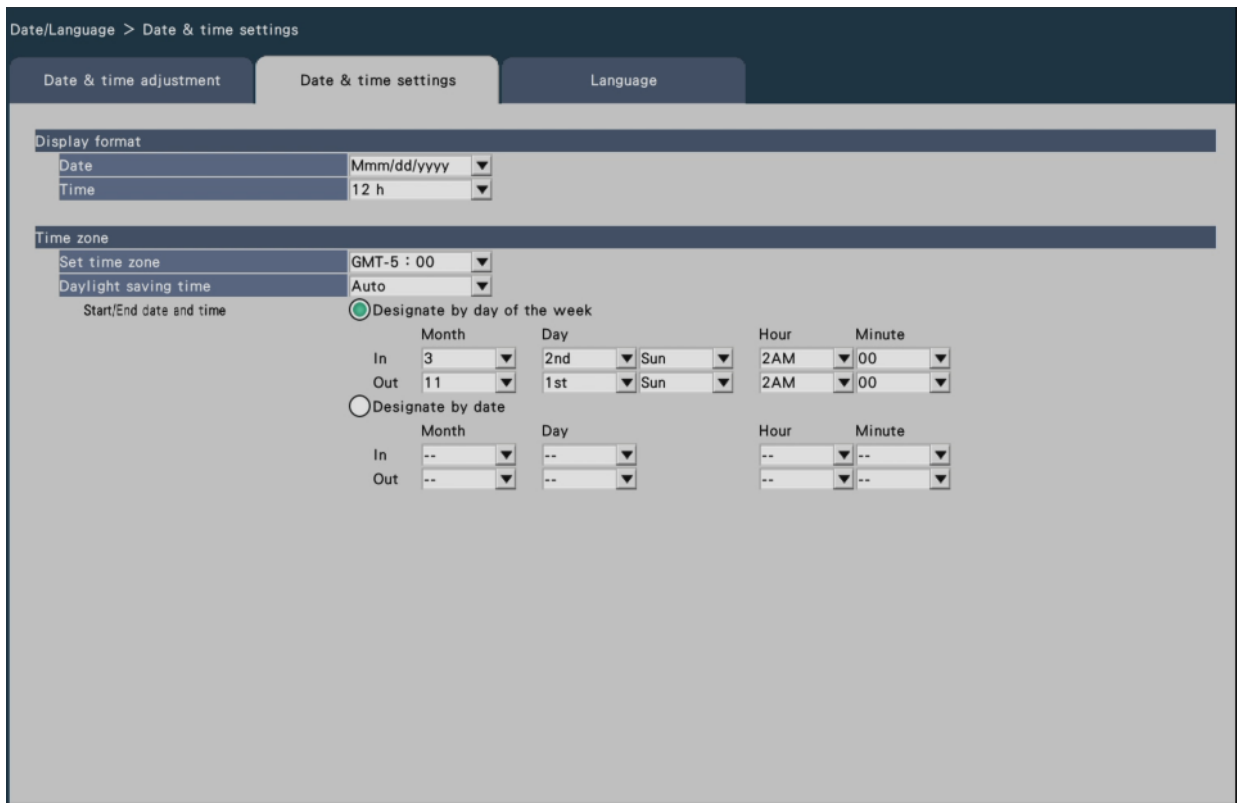 Date/Language > Date & time settings
Date & time adjustment Date & time settings Language
Display format
Date Mmm/dd/yyyy
Time 12 h
Time zone
Set time zone GMT-5 : 00
Daylight saving time Auto
Start/End date and time Designate by day of the week
Month Day Hour Minute
In 3 2nd Sun 2AM 00
Out 11 1st Sun 2AM 00
Designate by date
Month Day Hour Minute
In -- -- -- --
Out -- -- -- --